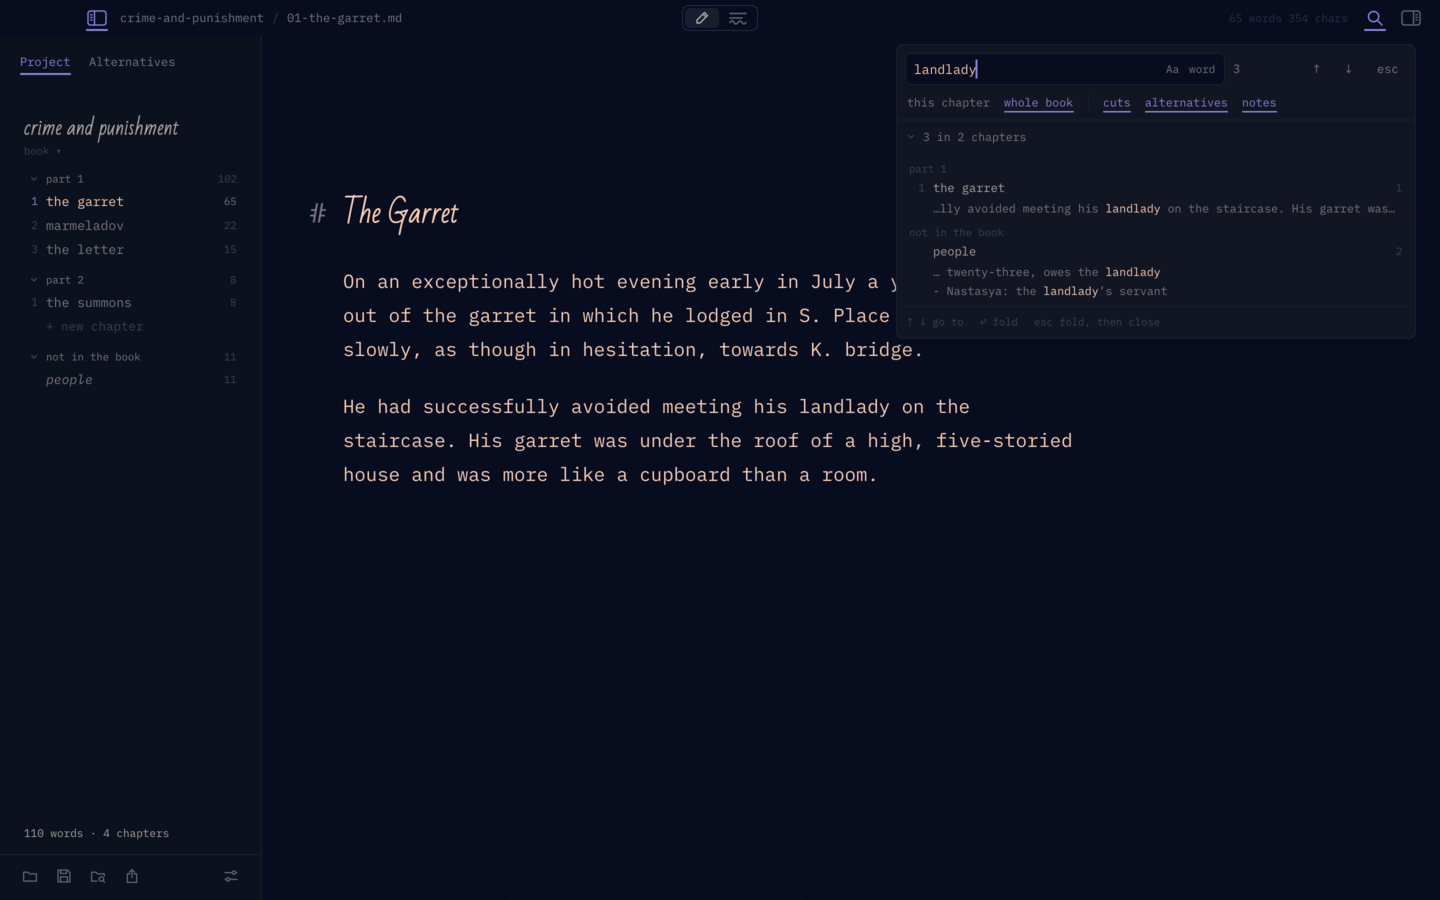 crime-and-punishment / 01-the-garret.md
65 words 354 chars
Project Alternatives
crime and punishment
book ▾
part 1 102
1 the garret 65
2 marmeladov 22
3 the letter 15
part 2 8
1 the summons 8
+ new chapter
not in the book 11
people 11
110 words · 4 chapters
# The Garret
On an exceptionally hot evening early in July a y
out of the garret in which he lodged in S. Place
slowly, as though in hesitation, towards K. bridge.
He had successfully avoided meeting his landlady on the
staircase. His garret was under the roof of a high, five-storied
house and was more like a cupboard than a room.
landlady Aa word 3 ↑ ↓ esc
this chapter whole book cuts alternatives notes
3 in 2 chapters
part 1
1 the garret 1
…lly avoided meeting his landlady on the staircase. His garret was…
not in the book
people 2
… twenty-three, owes the landlady
- Nastasya: the landlady’s servant
↑ ↓ go to ↵ fold esc fold, then close